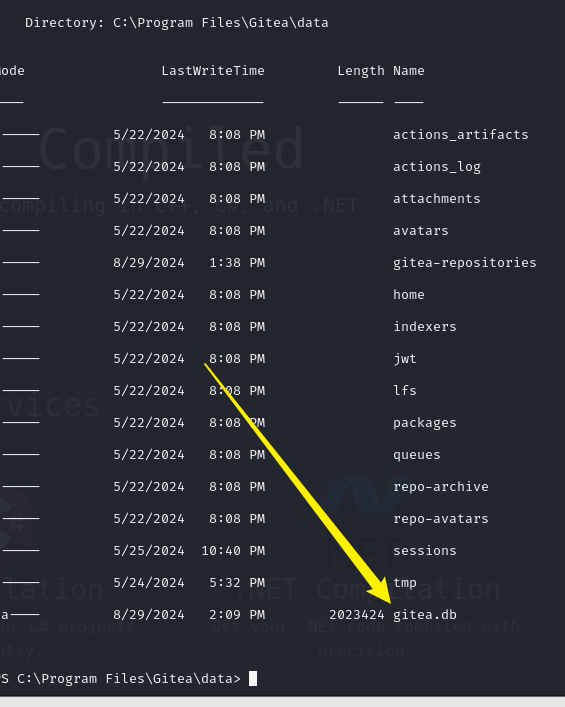 Directory: C:\Program Files\Gitea\data
ode LastWriteTime Length Name
---- ------------- ------ ----
----- 5/22/2024 8:08 PM actions_artifacts
----- 5/22/2024 8:08 PM actions_log
----- 5/22/2024 8:08 PM attachments
----- 5/22/2024 8:08 PM avatars
----- 8/29/2024 1:38 PM gitea-repositories
----- 5/22/2024 8:08 PM home
----- 5/22/2024 8:08 PM indexers
----- 5/22/2024 8:08 PM jwt
----- 5/22/2024 8:08 PM lfs
----- 5/22/2024 8:08 PM packages
----- 5/22/2024 8:08 PM queues
----- 5/22/2024 8:08 PM repo-archive
----- 5/22/2024 8:08 PM repo-avatars
----- 5/25/2024 10:40 PM sessions
----- 5/24/2024 5:32 PM tmp
a---- 8/29/2024 2:09 PM 2023424 gitea.db
PS C:\Program Files\Gitea\data>
Compiled
compiling in C++, C#, and .NET
rvices
lation
.NET Compilation
ur C# projects
Get your .NET code compiled with
ntly.
precision.